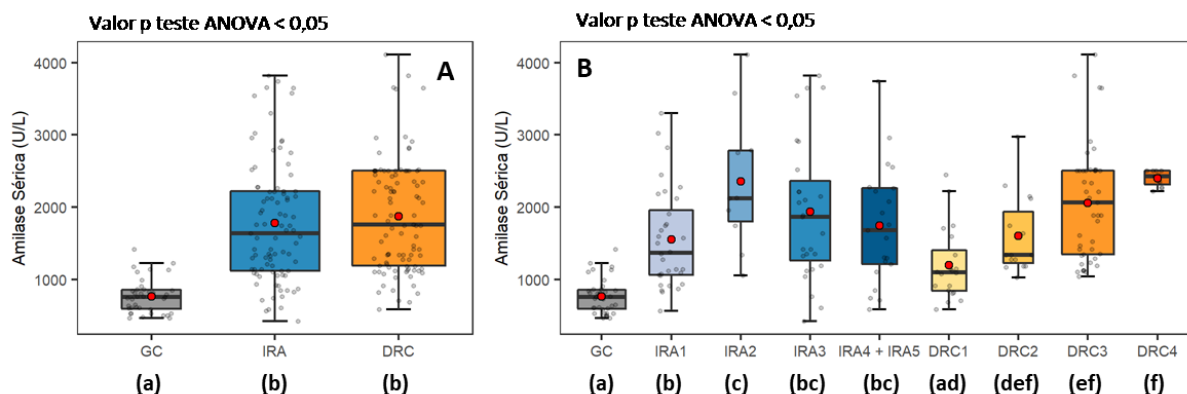 Valor p teste ANOVA < 0,05
A
Amilase Sérica (U/L)
4000
3000
2000
1000
GC IRA DRC
(a) (b) (b)
Valor p teste ANOVA < 0,05
B
Amilase Sérica (U/L)
4000
3000
2000
1000
GC IRA1 IRA2 IRA3 IRA4 + IRA5 DRC1 DRC2 DRC3 DRC4
(a) (b) (c) (bc) (bc) (ad) (def) (ef) (f)